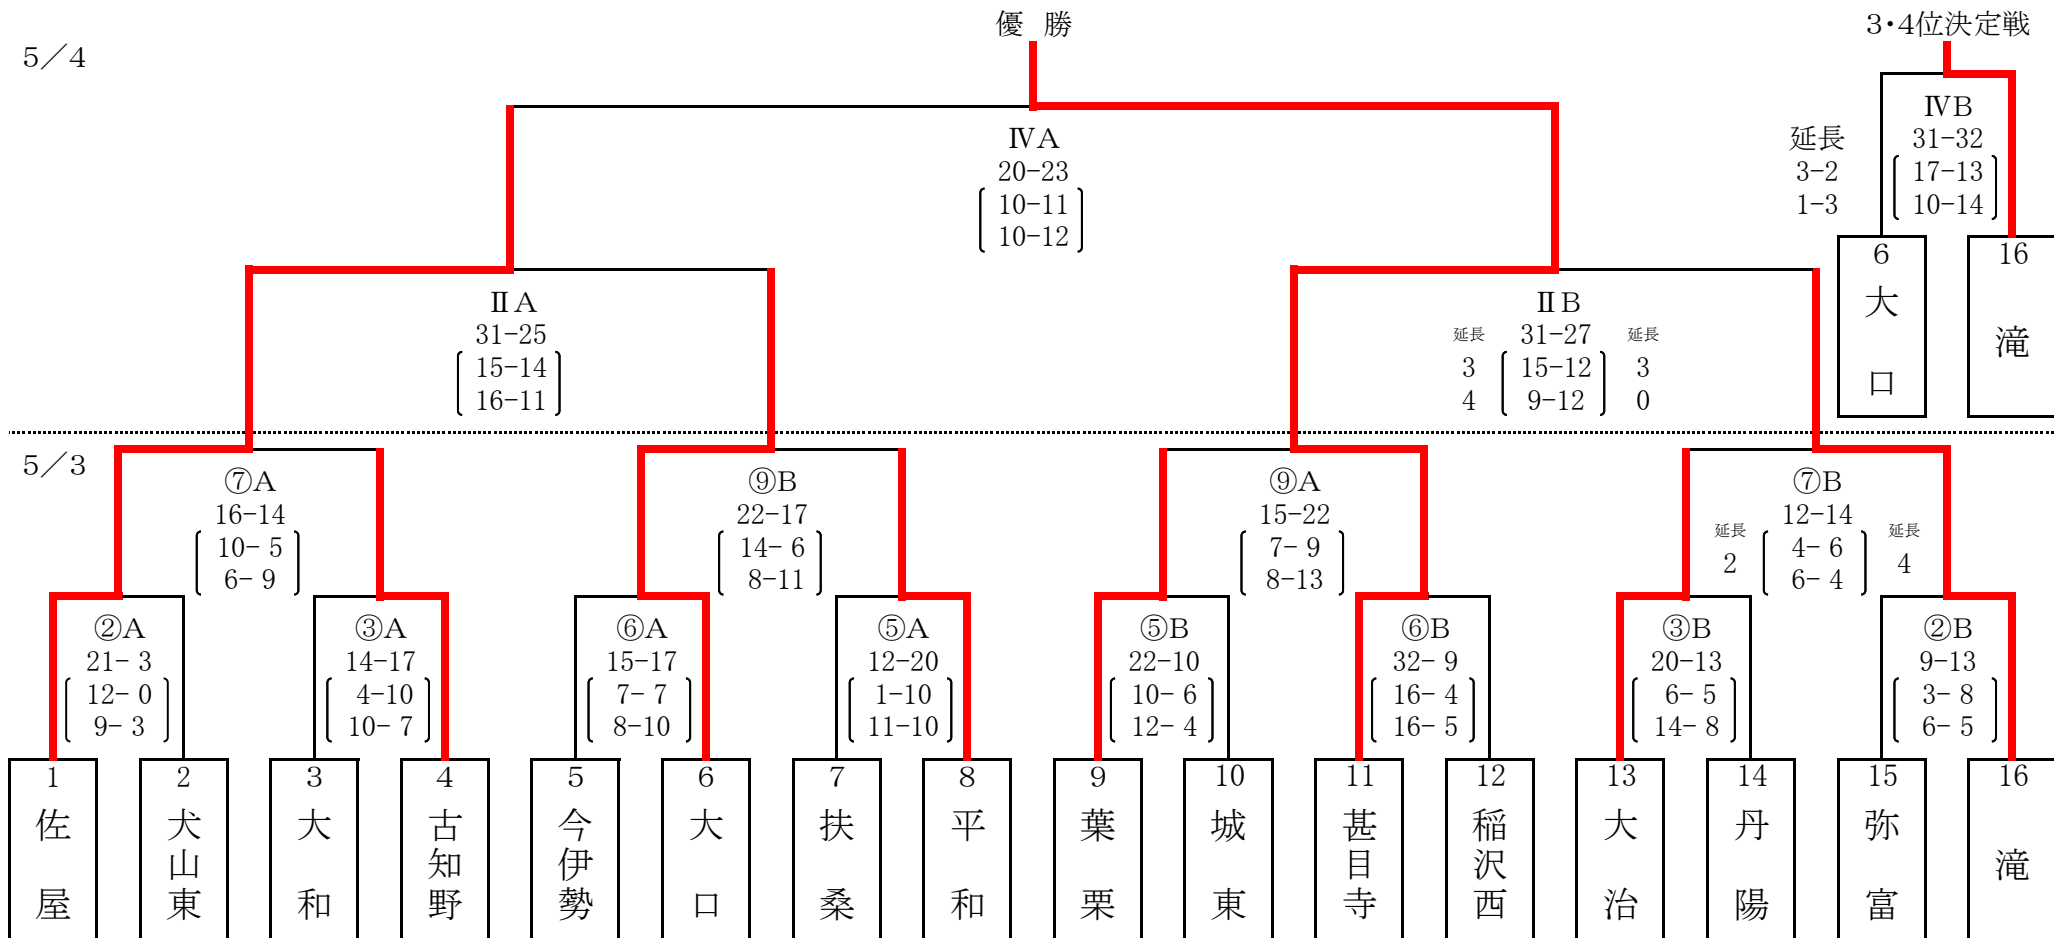 優 勝
3・4位決定戦
5／4
ⅣA
20-23
10-11
10-12
ⅣB
31-32
17-13
10-14
延長
3-2
1-3
6
大口
16
滝
ⅡA
31-25
15-14
16-11
ⅡB
31-27
15-12
9-12
延長
3
4
延長
3
0
5／3
⑦A
16-14
10- 5
6- 9
⑨B
22-17
14- 6
8-11
⑨A
15-22
7- 9
8-13
⑦B
12-14
4- 6
6- 4
延長
2
延長
4
②A
21- 3
12- 0
9- 3
③A
14-17
4-10
10- 7
⑥A
15-17
7- 7
8-10
⑤A
12-20
1-10
11-10
⑤B
22-10
10- 6
12- 4
⑥B
32- 9
16- 4
16- 5
③B
20-13
6- 5
14- 8
②B
9-13
3- 8
6- 5
1
佐屋
2
犬山東
3
大和
4
古知野
5
今伊勢
6
大口
7
扶桑
8
平和
9
葉栗
10
城東
11
甚目寺
12
稲沢西
13
大治
14
丹陽
15
弥富
16
滝